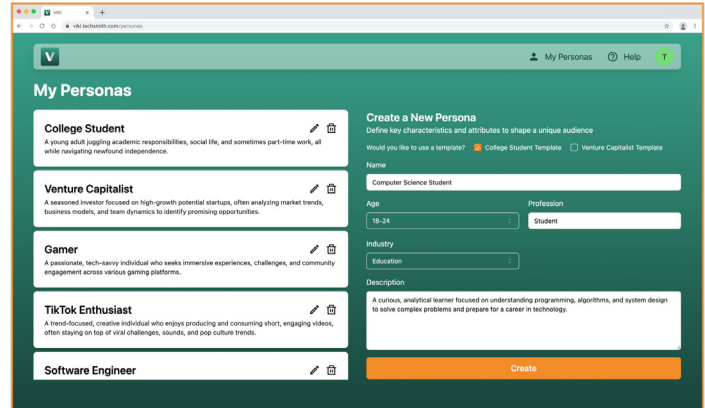 Viki
viki.techsmith.com/personas
V
My Personas
Help
T
My Personas
College Student
A young adult juggling academic responsibilities, social life, and sometimes part-time work, all
while navigating newfound independence.
Venture Capitalist
A seasoned investor focused on high-growth potential startups, often analyzing market trends,
business models, and team dynamics to identify promising opportunities.
Gamer
A passionate, tech-savvy individual who seeks immersive experiences, challenges, and community
engagement across various gaming platforms.
TikTok Enthusiast
A trend-focused, creative individual who enjoys producing and consuming short, engaging videos,
often staying on top of viral challenges, sounds, and pop culture trends.
Software Engineer
Create a New Persona
Define key characteristics and attributes to shape a unique audience
Would you like to use a template? College Student Template Venture Capitalist Template
Name
Computer Science Student
Age
Profession
18-24
Student
Industry
Education
Description
A curious, analytical learner focused on understanding programming, algorithms, and system design
to solve complex problems and prepare for a career in technology.
Create